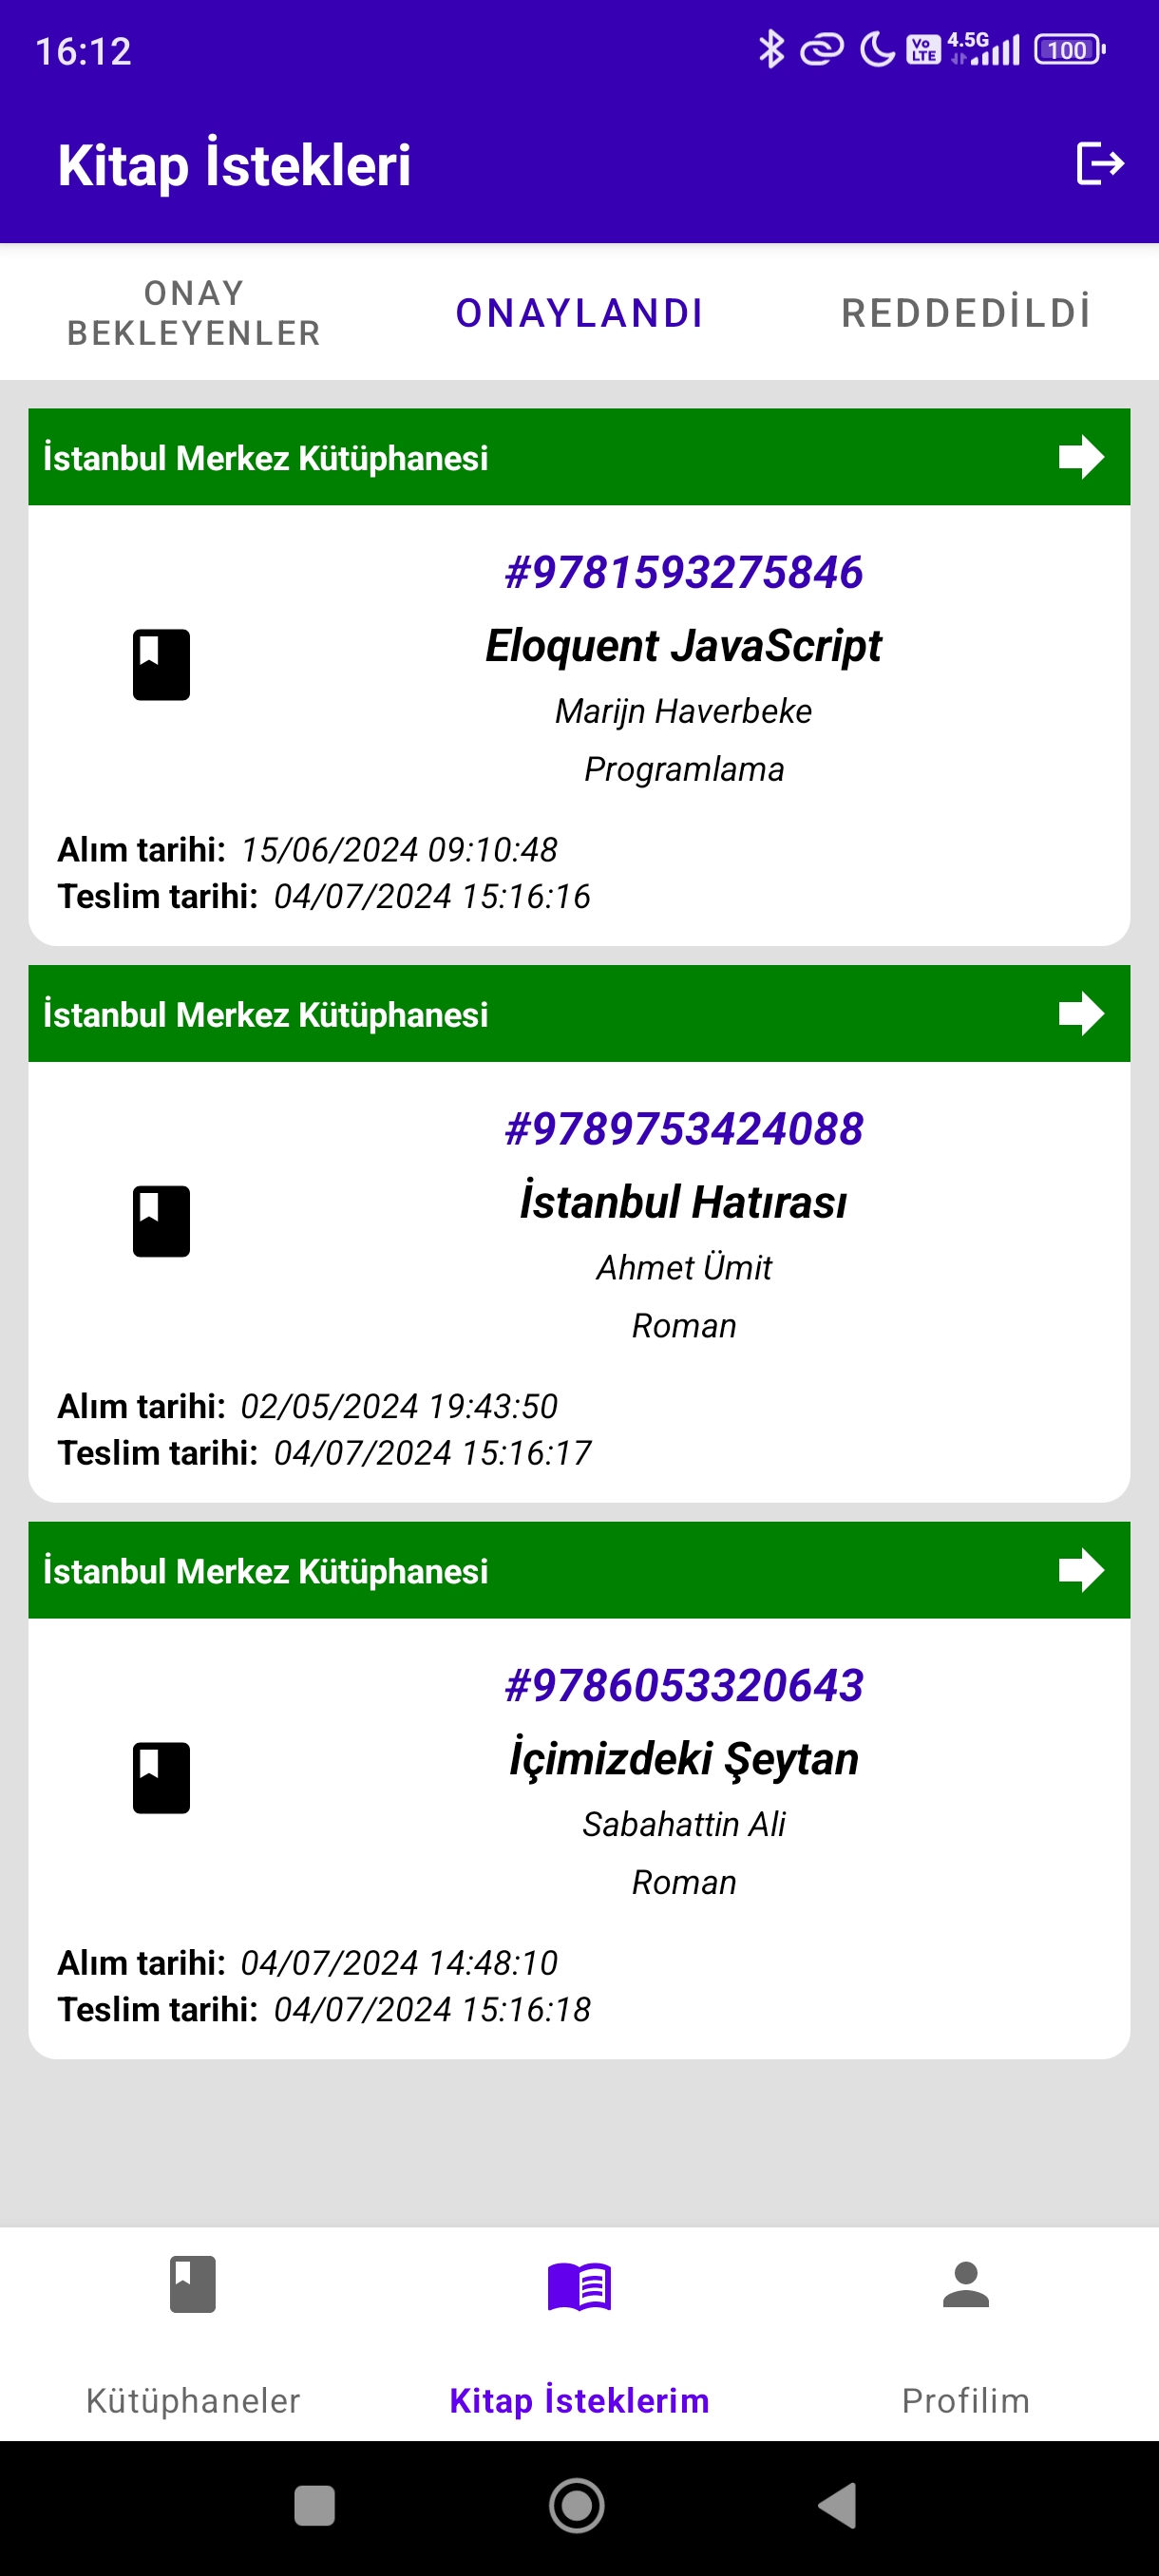 16:12
Vo LTE
4.5G
100
Kitap İstekleri
ONAY
BEKLEYENLER
ONAYLANDI
REDDEDİLDİ
İstanbul Merkez Kütüphanesi
#9781593275846
Eloquent JavaScript
Marijn Haverbeke
Programlama
Alım tarihi: 15/06/2024 09:10:48
Teslim tarihi: 04/07/2024 15:16:16
İstanbul Merkez Kütüphanesi
#9789753424088
İstanbul Hatırası
Ahmet Ümit
Roman
Alım tarihi: 02/05/2024 19:43:50
Teslim tarihi: 04/07/2024 15:16:17
İstanbul Merkez Kütüphanesi
#9786053320643
İçimizdeki Şeytan
Sabahattin Ali
Roman
Alım tarihi: 04/07/2024 14:48:10
Teslim tarihi: 04/07/2024 15:16:18
Kütüphaneler
Kitap İsteklerim
Profilim